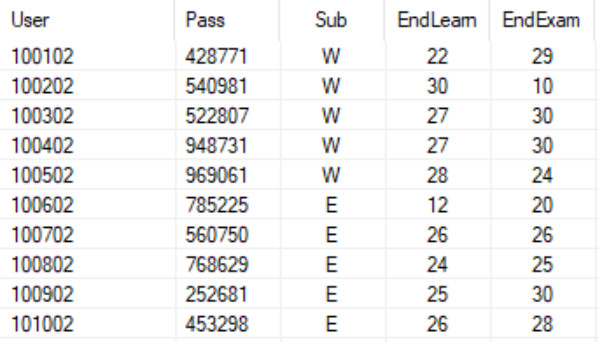 User Pass Sub EndLearn EndExam
100102 428771 W 22 29
100202 540981 W 30 10
100302 522807 W 27 30
100402 948731 W 27 30
100502 969061 W 28 24
100602 785225 E 12 20
100702 560750 E 26 26
100802 768629 E 24 25
100902 252681 E 25 30
101002 453298 E 26 28